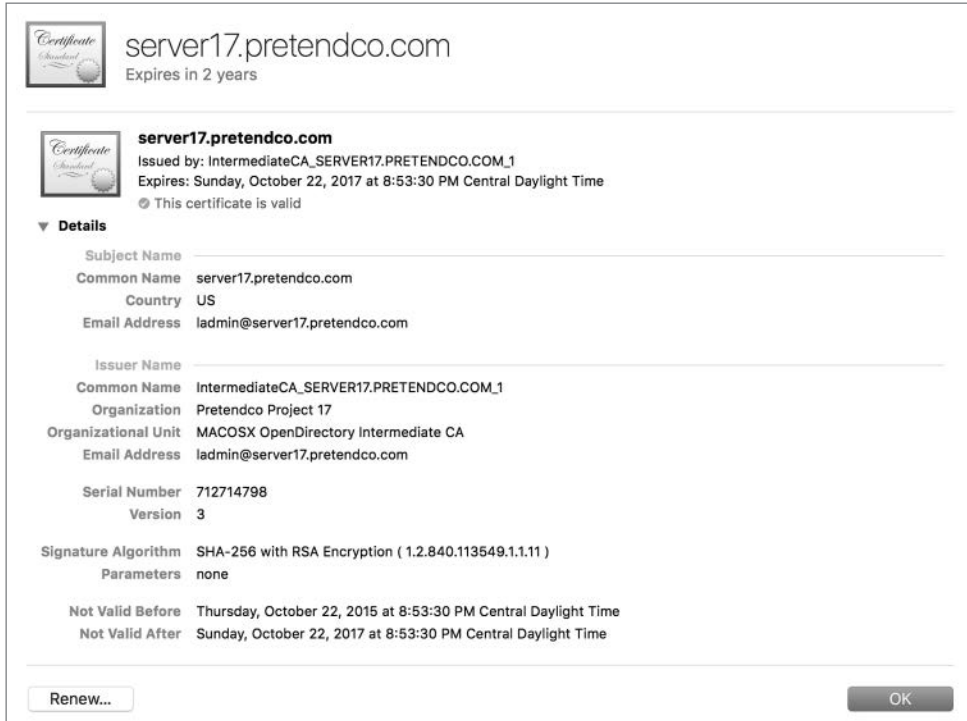 Certificate
Standard
server17.pretendco.com
Expires in 2 years
Certificate
Standard
server17.pretendco.com
Issued by: IntermediateCA_SERVER17.PRETENDCO.COM_1
Expires: Sunday, October 22, 2017 at 8:53:30 PM Central Daylight Time
This certificate is valid
Details
Subject Name
Common Name server17.pretendco.com
Country US
Email Address ladmin@server17.pretendco.com
Issuer Name
Common Name IntermediateCA_SERVER17.PRETENDCO.COM_1
Organization Pretendco Project 17
Organizational Unit MACOSX OpenDirectory Intermediate CA
Email Address ladmin@server17.pretendco.com
Serial Number 712714798
Version 3
Signature Algorithm SHA-256 with RSA Encryption ( 1.2.840.113549.1.1.11 )
Parameters none
Not Valid Before Thursday, October 22, 2015 at 8:53:30 PM Central Daylight Time
Not Valid After Sunday, October 22, 2017 at 8:53:30 PM Central Daylight Time
Renew... OK